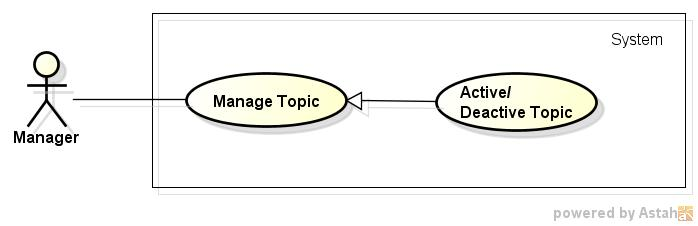 System
Manage Topic
Active/
Deactive Topic
Manager
powered by Astah